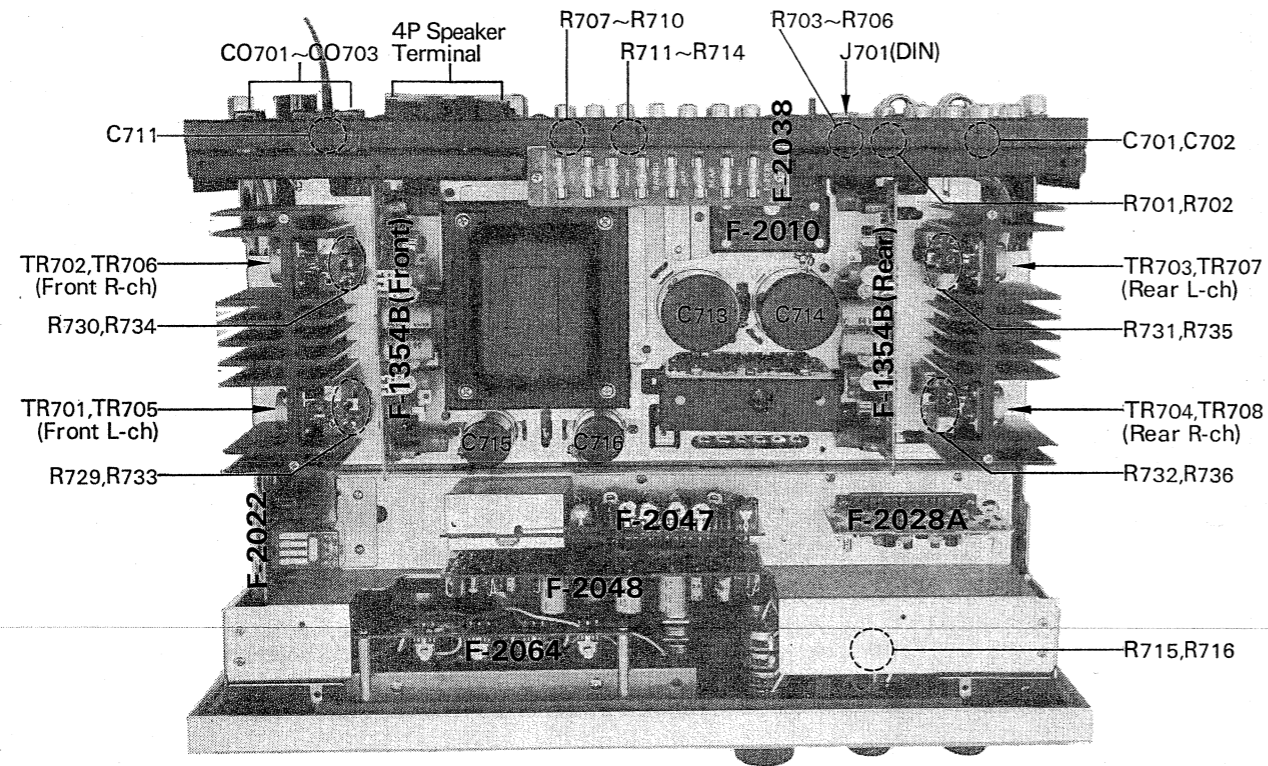 R707~R710
R703~R706
4P Speaker
Terminal
R711~R714
J701(DIN)
CO701~CO703
C711
F-2038
C701,C702
R701,R702
F-2010
TR702,TR706
(Front R-ch)
F-1354B(Front)
F-1354B(Rear)
TR703,TR707
(Rear L-ch)
C713
C714
R730,R734
R731,R735
TR701,TR705
(Front L-ch)
TR704,TR708
(Rear R-ch)
C715
C716
R729,R733
R732,R736
F-2022
F-2047
F-2028A
F-2048
F-2064
R715,R716